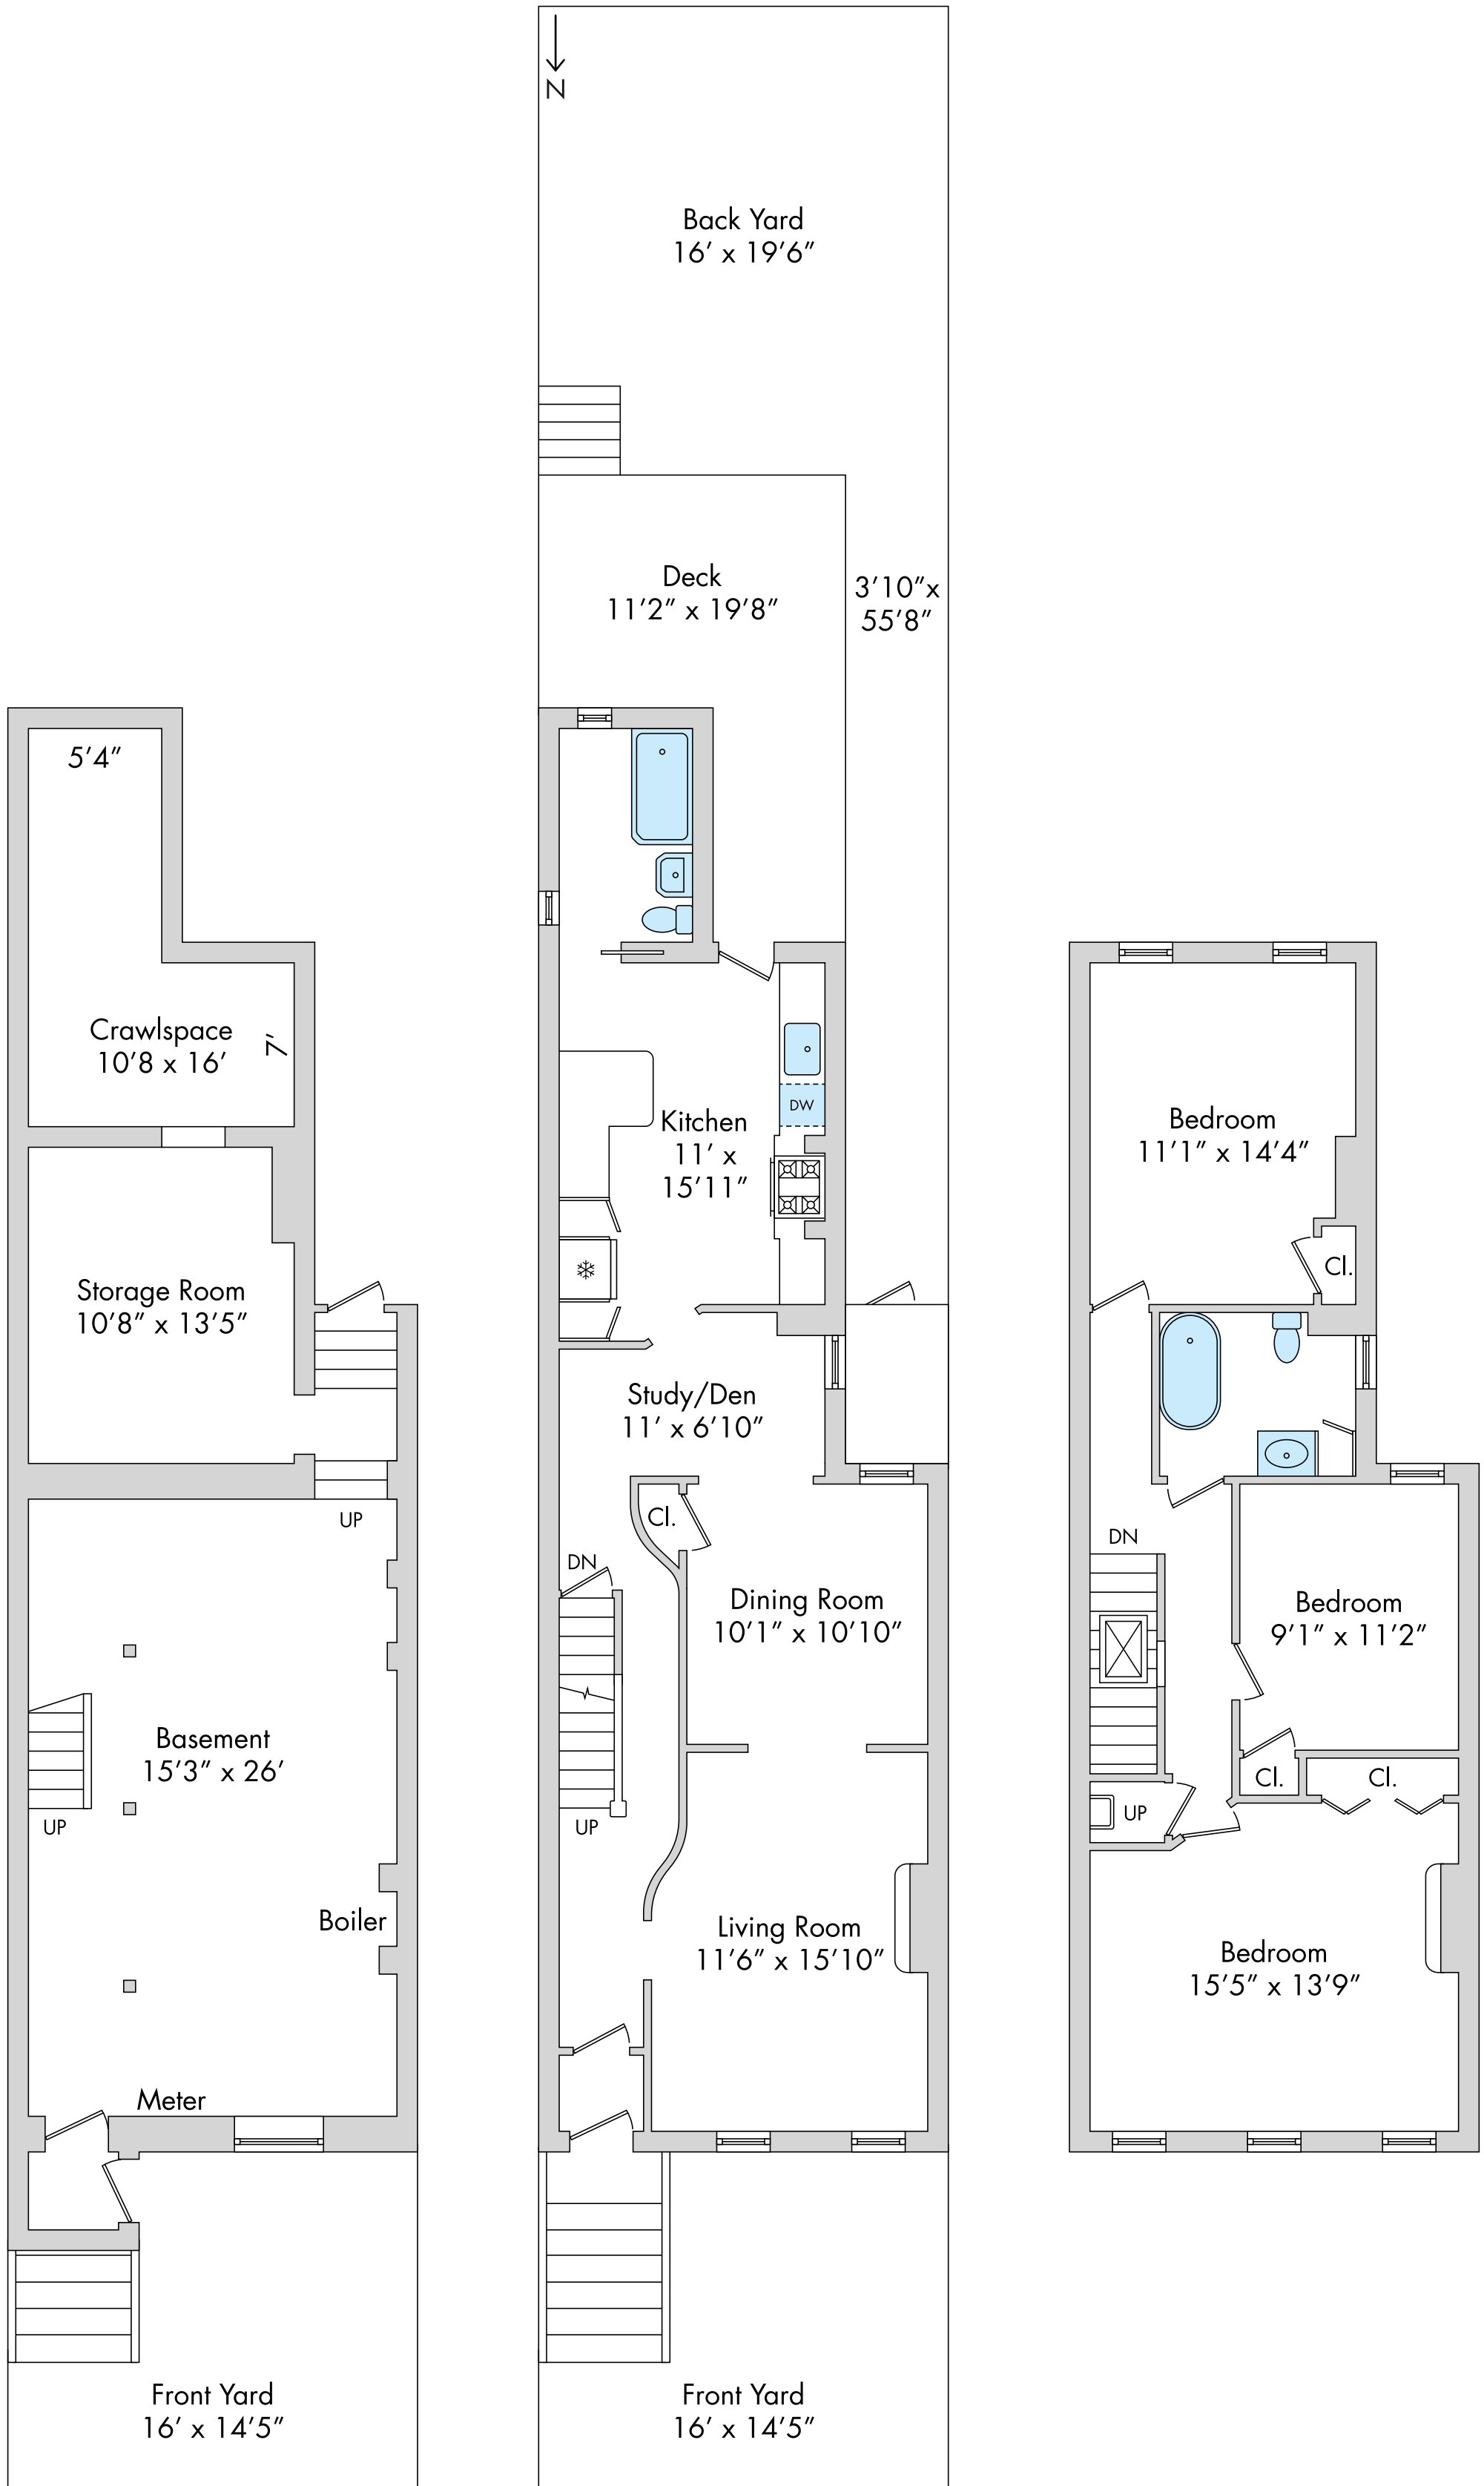 N
Back Yard
16’ x 19’6”
Deck
11’2” x 19’8”
3’10”x
55’8”
5’4”
Crawlspace
10’8 x 16’
7’
Storage Room
10’8” x 13’5”
UP
Basement
15’3” x 26’
UP
Boiler
Meter
Front Yard
16’ x 14’5”
DW
Kitchen
11’ x
15’11”
Study/Den
11’ x 6’10”
Cl.
DN
Dining Room
10’1” x 10’10”
UP
Living Room
11’6” x 15’10”
Front Yard
16’ x 14’5”
Bedroom
11’1” x 14’4”
Cl.
DN
Bedroom
9’1” x 11’2”
Cl.
Cl.
UP
Bedroom
15’5” x 13’9”